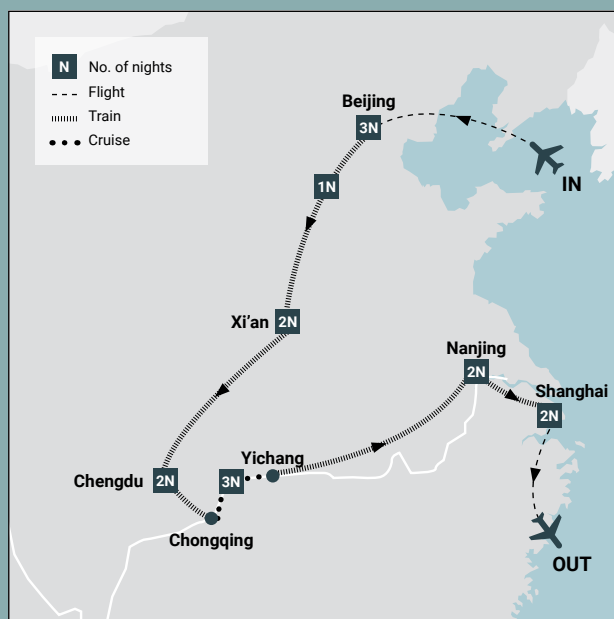 N No. of nights
Flight
Train
Cruise
Beijing
3N
IN
1N
Xi'an 2N
Nanjing
2N
Shanghai
2N
Chengdu 2N
3N
Yichang
Chongqing
OUT